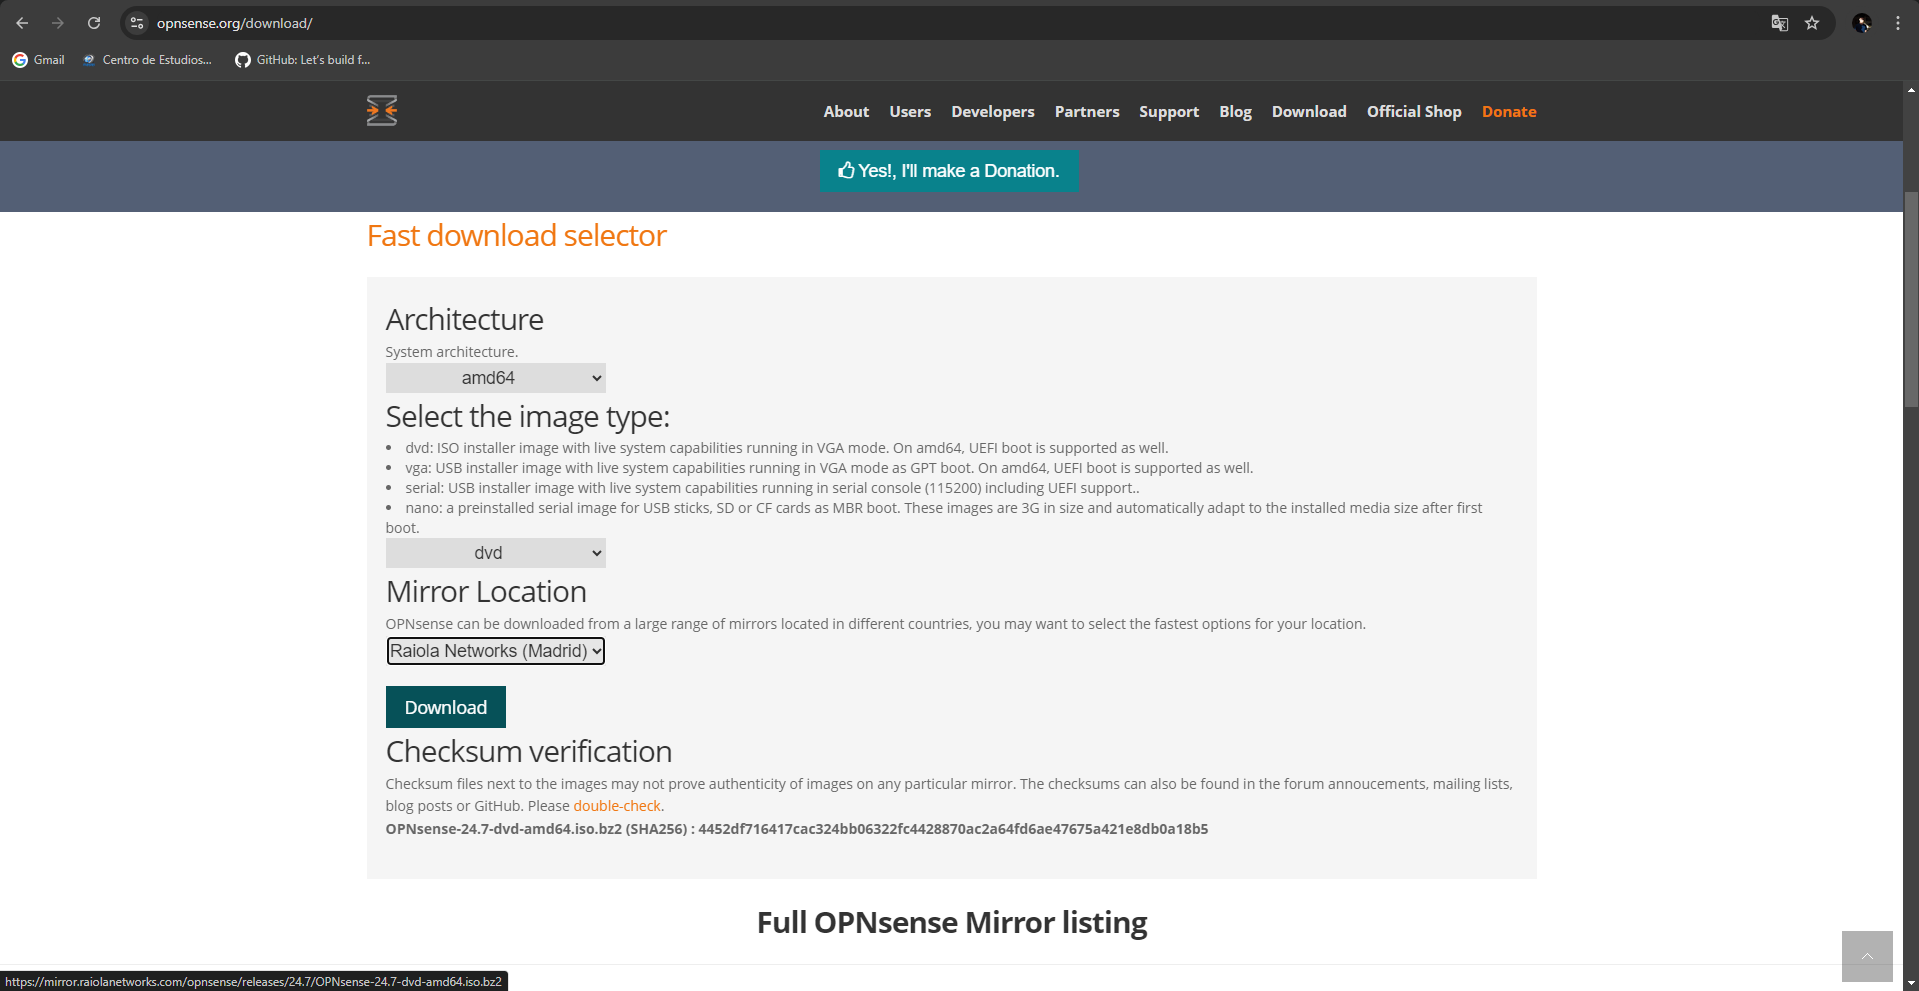 opnsense.org/download/
Gmail
Centro de Estudios...
GitHub: Let's build f...
About Users Developers Partners Support Blog Download Official Shop Donate
Yes!, I'll make a Donation.
Fast download selector
Architecture
System architecture.
amd64
Select the image type:
• dvd: ISO installer image with live system capabilities running in VGA mode. On amd64, UEFI boot is supported as well.
• vga: USB installer image with live system capabilities running in VGA mode as GPT boot. On amd64, UEFI boot is supported as well.
• serial: USB installer image with live system capabilities running in serial console (115200) including UEFI support..
• nano: a preinstalled serial image for USB sticks, SD or CF cards as MBR boot. These images are 3G in size and automatically adapt to the installed media size after first
boot.
dvd
Mirror Location
OPNsense can be downloaded from a large range of mirrors located in different countries, you may want to select the fastest options for your location.
Raiola Networks (Madrid)
Download
Checksum verification
Checksum files next to the images may not prove authenticity of images on any particular mirror. The checksums can also be found in the forum annoucements, mailing lists,
blog posts or GitHub. Please double-check.
OPNsense-24.7-dvd-amd64.iso.bz2 (SHA256) : 4452df716417cac324bb06322fc4428870ac2a64fd6ae47675a421e8db0a18b5
Full OPNsense Mirror listing
https://mirror.raiolanetworks.com/opnsense/releases/24.7/OPNsense-24.7-dvd-amd64.iso.bz2